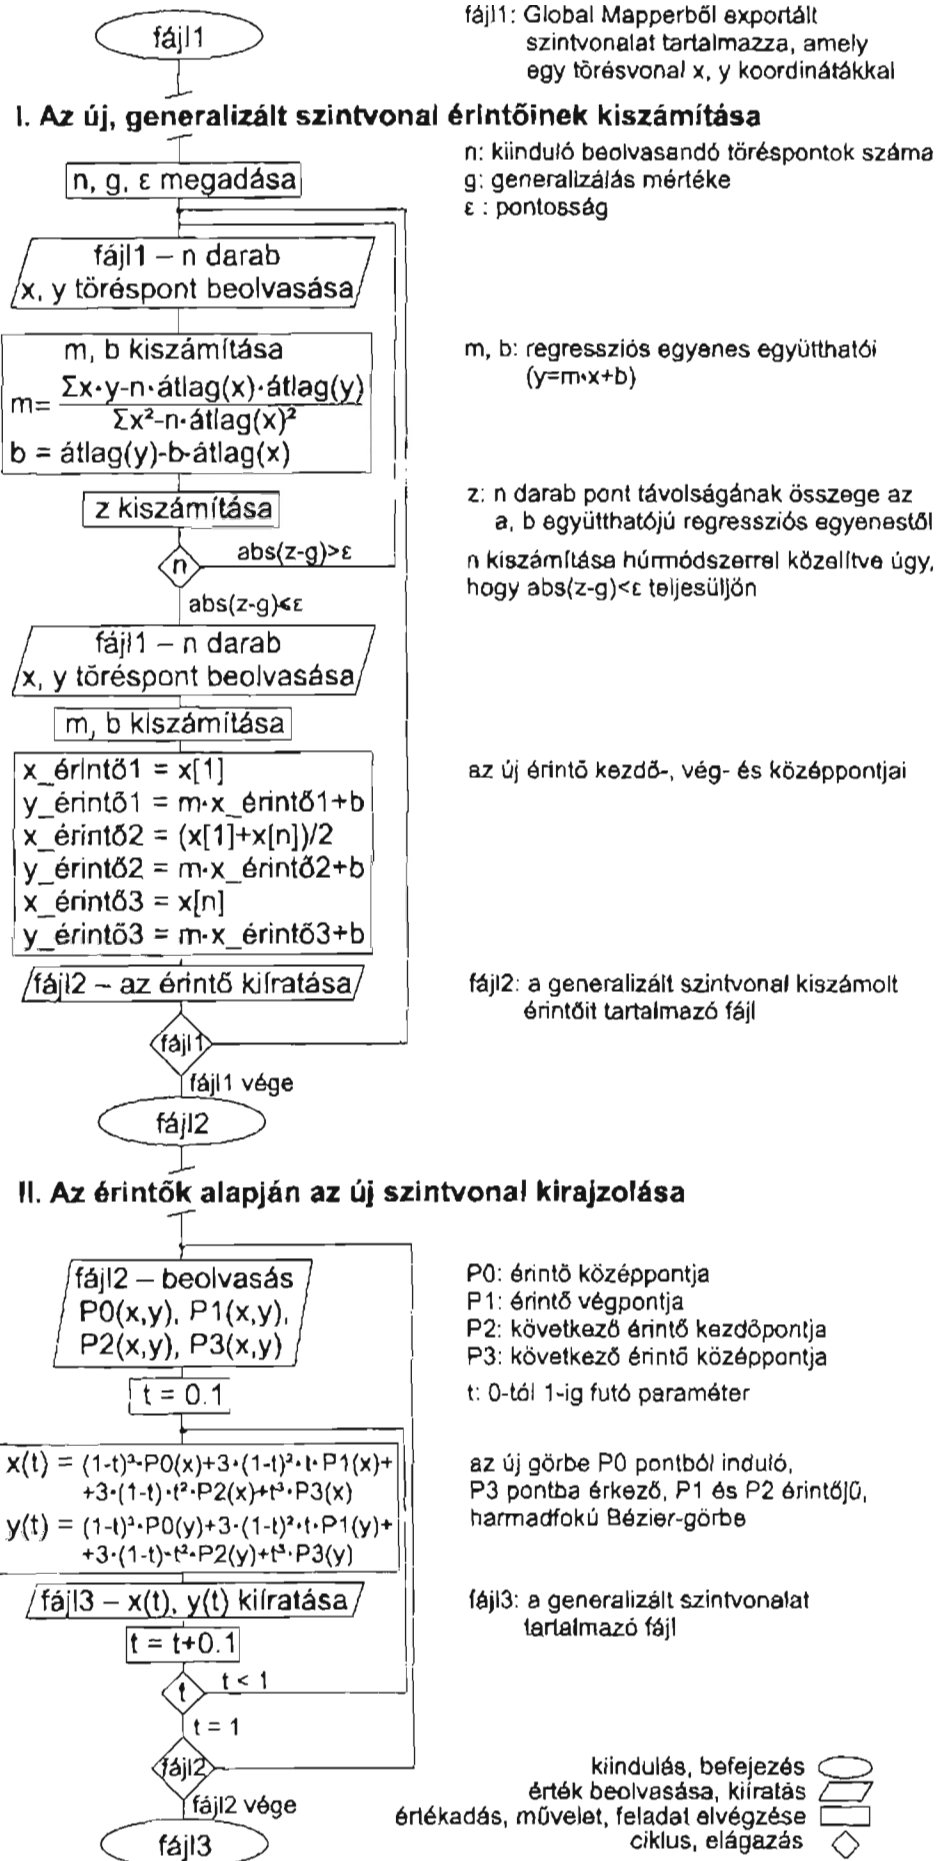 fájl1
fájl1: Global Mapperből exportált
szintvonalat tartalmazza, amely
egy törésvonal x, y koordinátákkal
I. Az új, generalizált szintvonal érintőinek kiszámítása
n, g, ε megadása
n: kiinduló beolvasandó töréspontok száma
g: generalizálás mértéke
ε : pontosság
fájl1 – n darab
x, y töréspont beolvasása
m, b kiszámítása
m= Σx·y-n·átlag(x)·átlag(y)
Σx²-n·átlag(x)²
b = átlag(y)-b·átlag(x)
m, b: regressziós egyenes együtthatói
(y=m·x+b)
z kiszámítása
z: n darab pont távolságának összege az
a, b együtthatójú regressziós egyenestől
n
abs(z-g)>ε
n kiszámítása húrmódszerrel közelítve úgy,
hogy abs(z-g)<ε teljesüljön
abs(z-g)<ε
fájl1 – n darab
x, y töréspont beolvasása
m, b kiszámítása
x_érintő1 = x[1]
y_érintő1 = m·x_érintő1+b
x_érintő2 = (x[1]+x[n])/2
y_érintő2 = m·x_érintő2+b
x_érintő3 = x[n]
y_érintő3 = m·x_érintő3+b
az új érintő kezdő-, vég- és középpontjai
fájl2 – az érintő kiíratása
fájl2: a generalizált szintvonal kiszámolt
érintőit tartalmazó fájl
fájl1
fájl1 vége
fájl2
II. Az érintők alapján az új szintvonal kirajzolása
fájl2 – beolvasás
P0(x,y), P1(x,y),
P2(x,y), P3(x,y)
P0: érintő középpontja
P1: érintő végpontja
P2: következő érintő kezdőpontja
P3: következő érintő középpontja
t = 0.1
t: 0-tól 1-ig futó paraméter
x(t) = (1-t)³·P0(x)+3·(1-t)²·t·P1(x)+
+3·(1-t)·t²·P2(x)+t³·P3(x)
y(t) = (1-t)³·P0(y)+3·(1-t)²·t·P1(y)+
+3·(1-t)·t²·P2(y)+t³·P3(y)
az új görbe P0 pontból induló,
P3 pontba érkező, P1 és P2 érintőjű,
harmadfokú Bézier-görbe
fájl3 – x(t), y(t) kiíratása
fájl3: a generalizált szintvonalat
tartalmazó fájl
t = t+0.1
t
t < 1
t = 1
fájl2
fájl2 vége
fájl3
kiindulás, befejezés
érték beolvasása, kiíratás
értékadás, művelet, feladat elvégzése
ciklus, elágazás